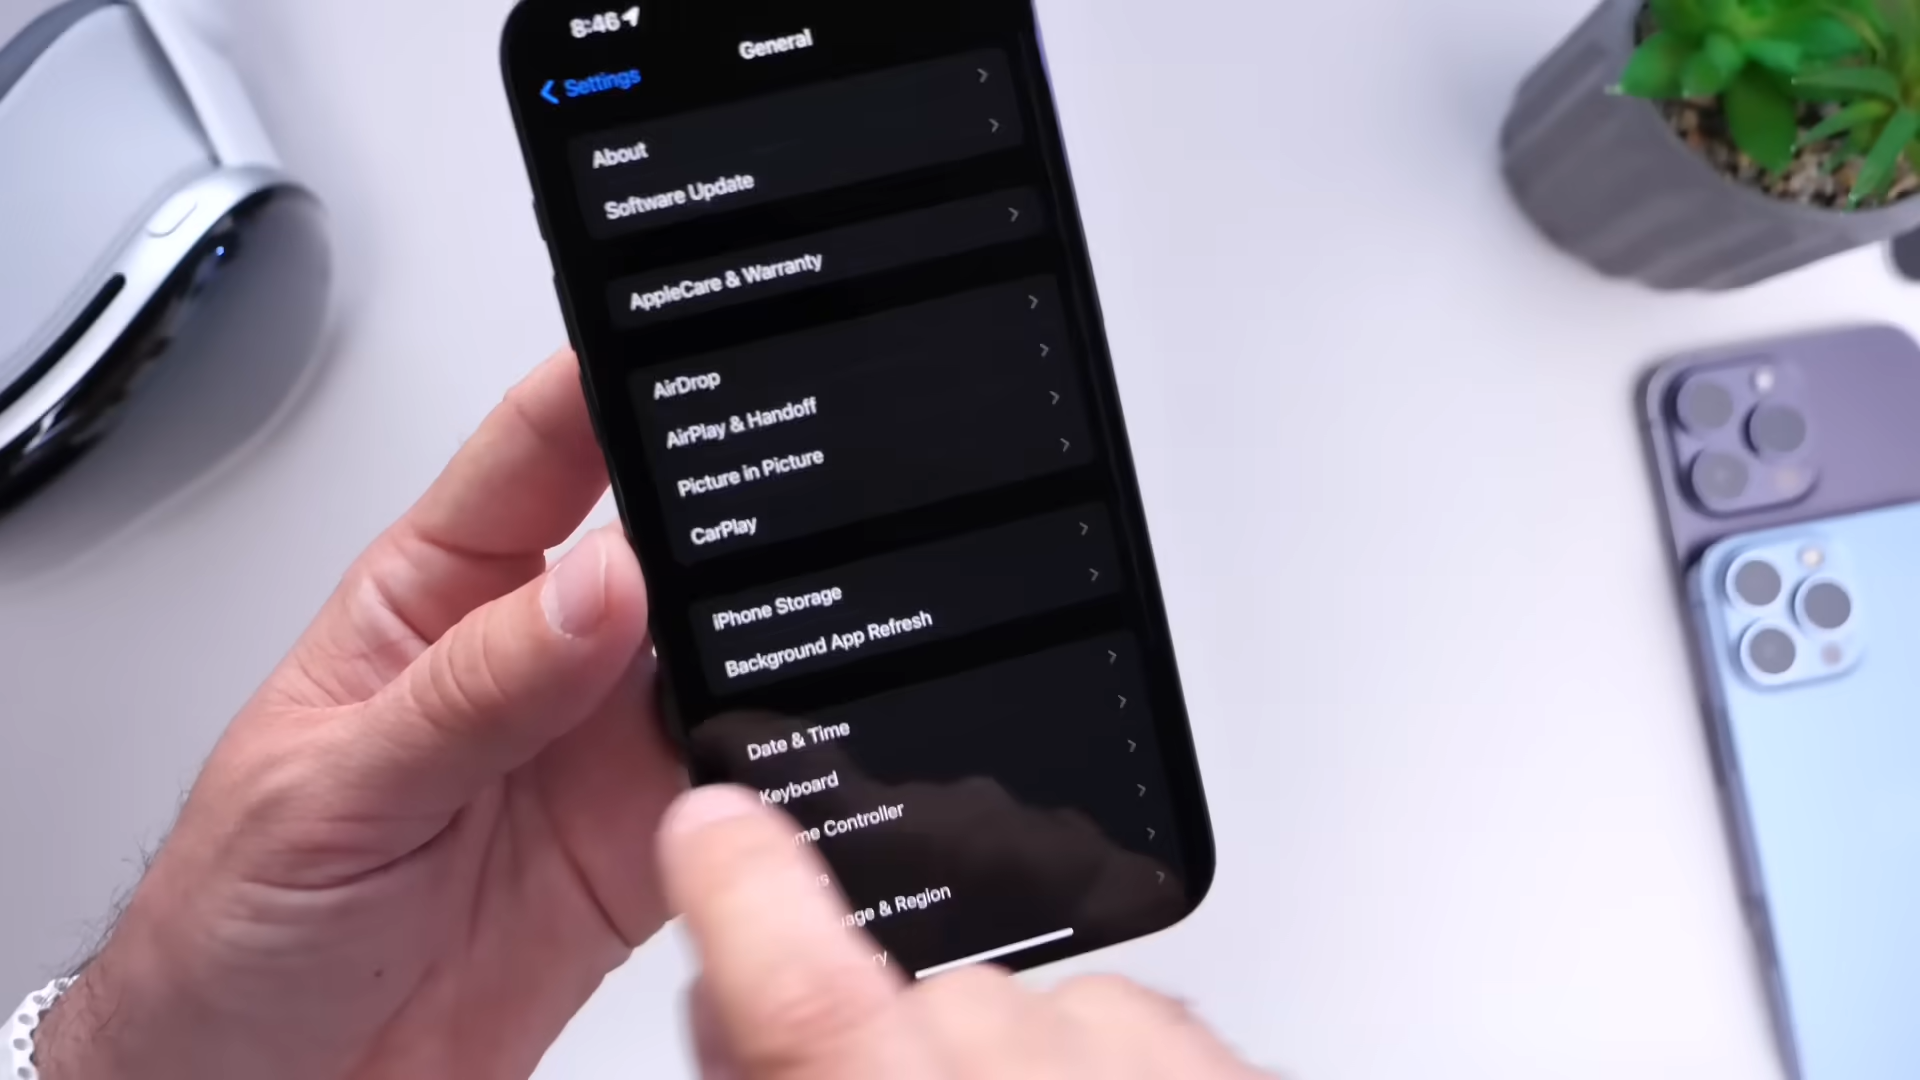 8:46
General
Settings
About
Software Update
AppleCare & Warranty
AirDrop
AirPlay & Handoff
Picture in Picture
CarPlay
iPhone Storage
Background App Refresh
Date & Time
Keyboard
Controller
& Region